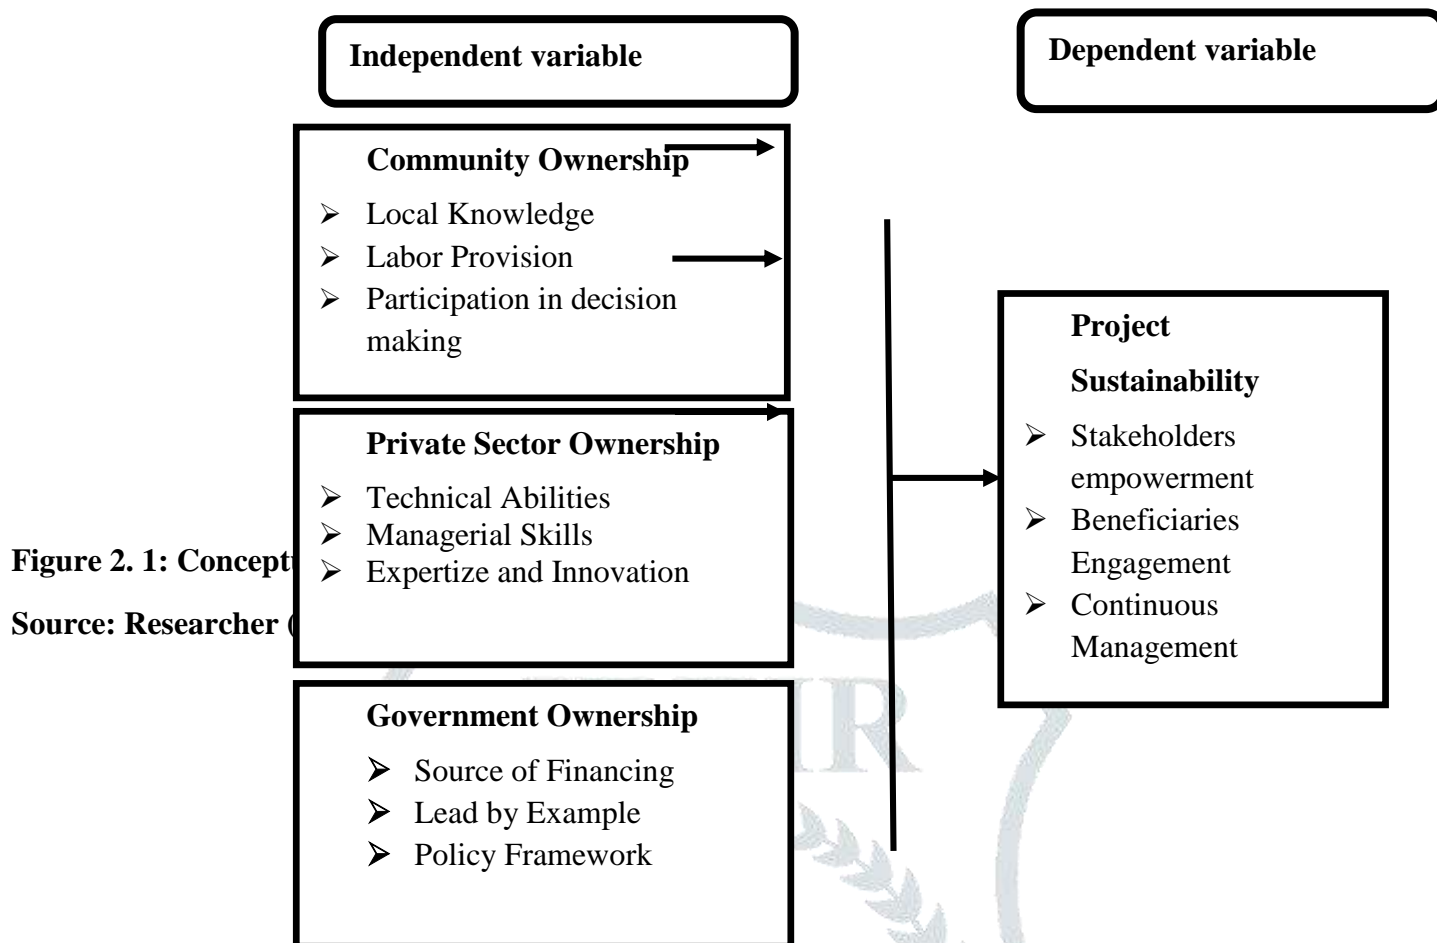 Independent variable
Dependent variable
Community Ownership
➢ Local Knowledge
➢ Labor Provision
➢ Participation in decision
making
Private Sector Ownership
➢ Technical Abilities
➢ Managerial Skills
➢ Expertize and Innovation
Government Ownership
➢ Source of Financing
➢ Lead by Example
➢ Policy Framework
Project
Sustainability
➢ Stakeholders
empowerment
➢ Beneficiaries
Engagement
➢ Continuous
Management
Figure 2. 1:
Source: Researcher (